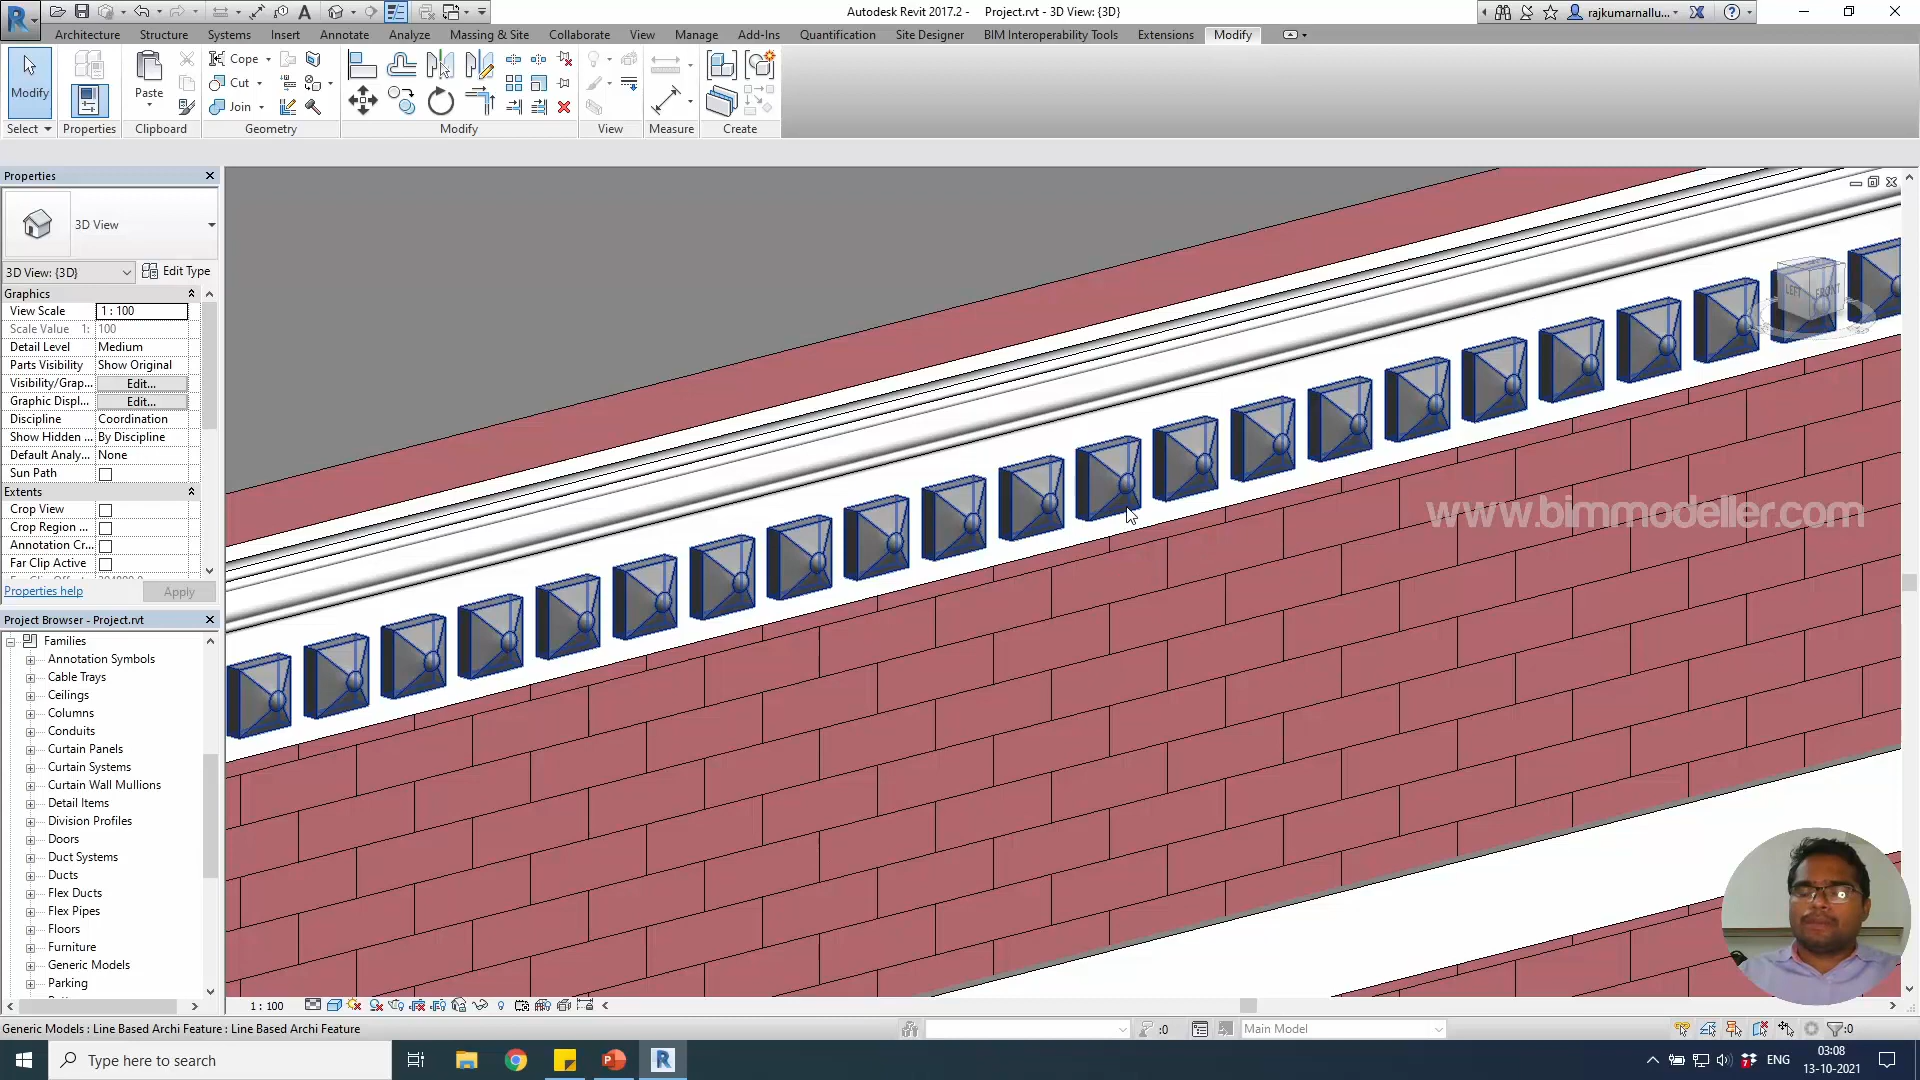 Autodesk Revit 2017.2 - Project.rvt - 3D View: {3D}
rajkumarnallu...
Architecture Structure Systems Insert Annotate Analyze Massing & Site Collaborate View Manage Add-Ins Quantification Site Designer BIM Interoperability Tools Extensions Modify
Modify
Paste
Cope
Cut
Join
Select Properties Clipboard Geometry Modify View Measure Create
Properties
3D View
3D View: {3D} Edit Type
Graphics
View Scale 1 : 100
Scale Value 1: 100
Detail Level Medium
Parts Visibility Show Original
Visibility/Grap... Edit...
Graphic Displ... Edit...
Discipline Coordination
Show Hidden ... By Discipline
Default Analy... None
Sun Path
Extents
Crop View
Crop Region ...
Annotation Cr...
Far Clip Active
Properties help Apply
Project Browser - Project.rvt
Families
Annotation Symbols
Cable Trays
Ceilings
Columns
Conduits
Curtain Panels
Curtain Systems
Curtain Wall Mullions
Detail Items
Division Profiles
Doors
Duct Systems
Ducts
Flex Ducts
Flex Pipes
Floors
Furniture
Generic Models
Parking
LEFT FRONT
www.bimmodeller.com
1 : 100
Generic Models : Line Based Archi Feature : Line Based Archi Feature
:0
Main Model
:0
Type here to search
ENG
03:08
13-10-2021